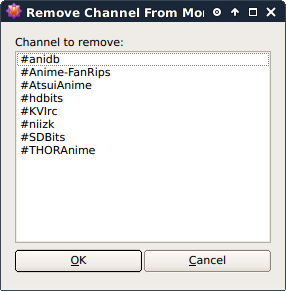 Remove Channel From Mo
Channel to remove:
#anidb
#Anime-FanRips
#AtsuiAnime
#hdbits
#KVIrc
#niizk
#SDBits
#THORAnime
OK
Cancel